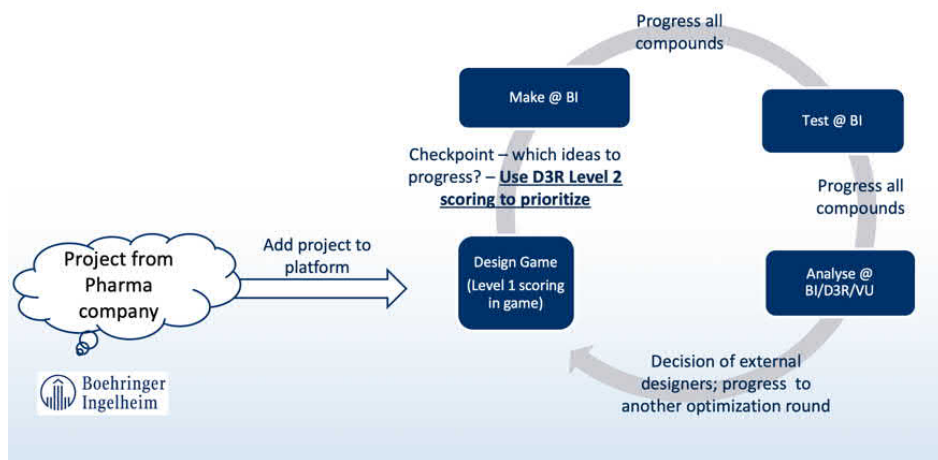 Progress all
compounds
Make @ BI
Test @ BI
Checkpoint – which ideas to
progress? – Use D3R Level 2
scoring to prioritize
Progress all
compounds
Project from
Pharma
company
Add project to
platform
Design Game
(Level 1 scoring
in game)
Analyse @
BI/D3R/VU
Decision of external
designers; progress to
another optimization round
Boehringer
Ingelheim